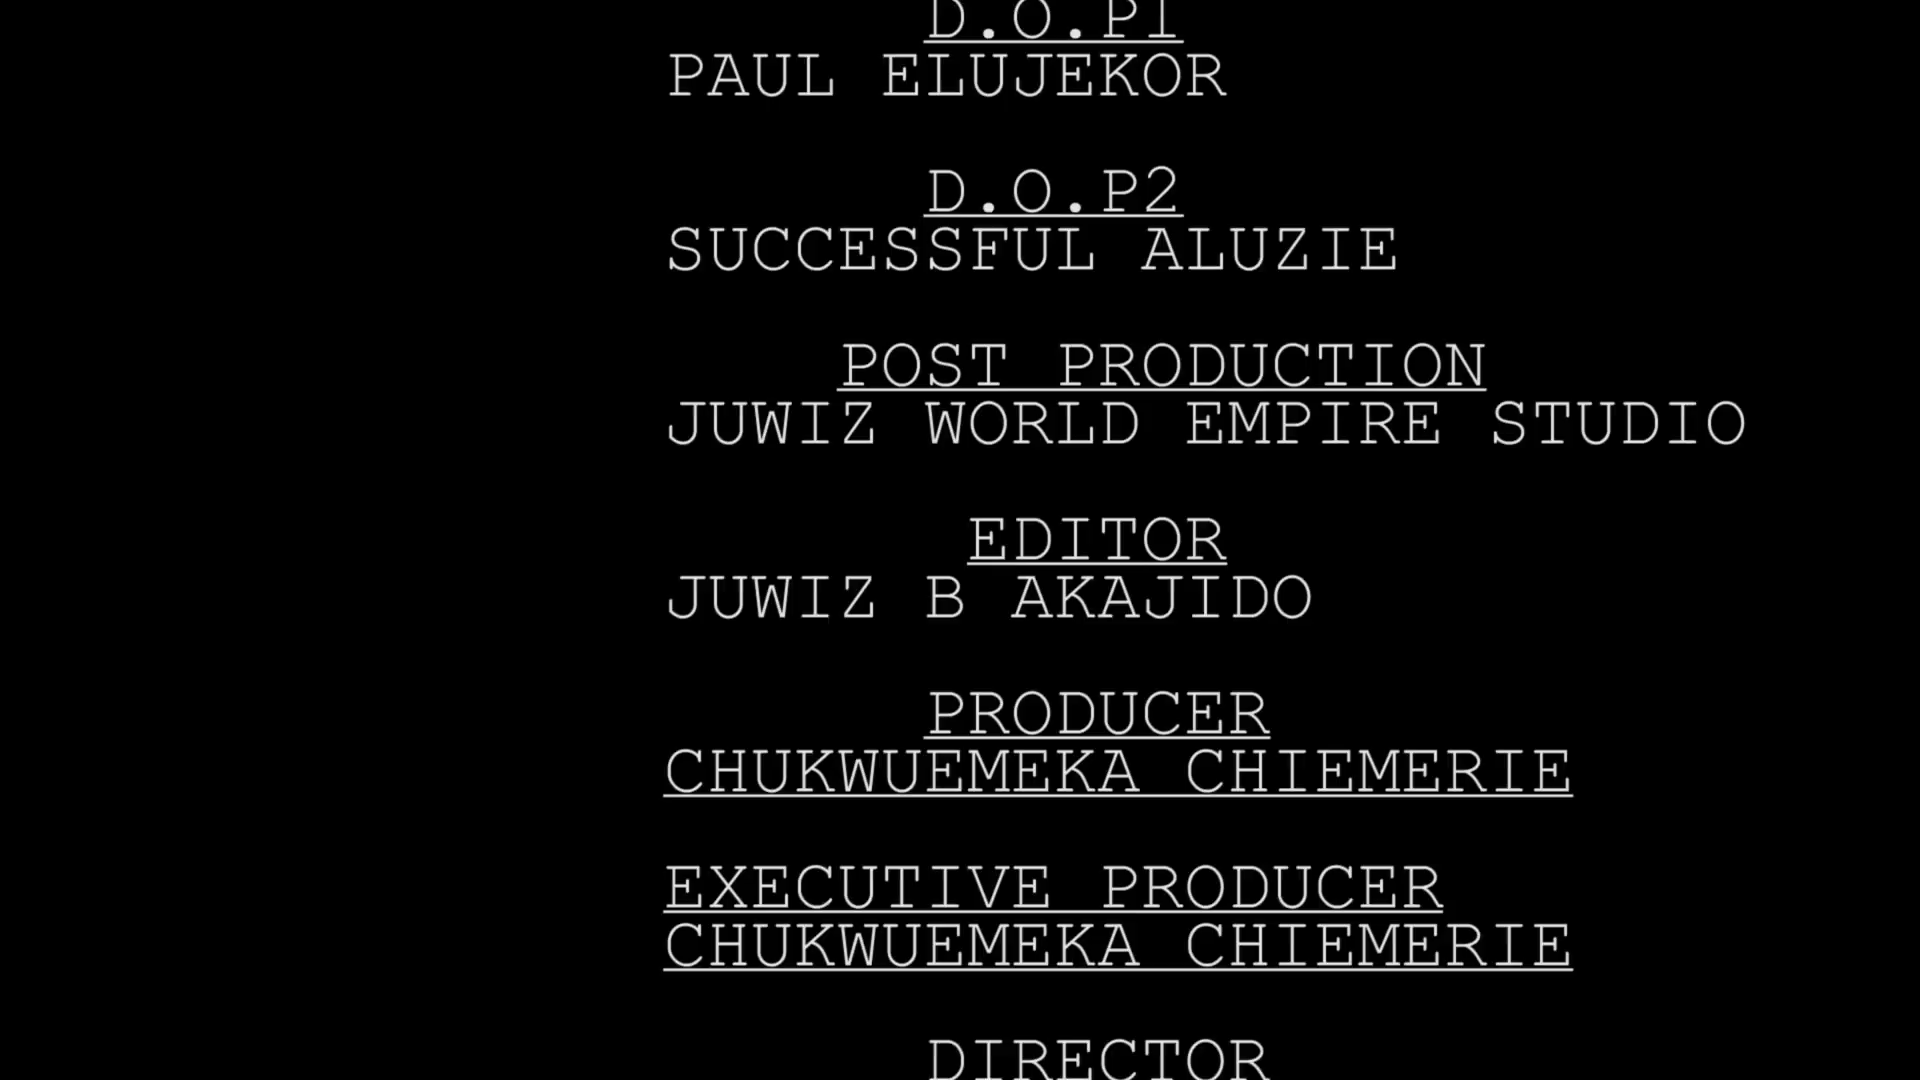 D.O.P1
PAUL ELUJEKOR
D.O.P2
SUCCESSFUL ALUZIE
POST PRODUCTION
JUWIZ WORLD EMPIRE STUDIO
EDITOR
JUWIZ B AKAJIDO
PRODUCER
CHUKWUEMEKA CHIEMERIE
EXECUTIVE PRODUCER
CHUKWUEMEKA CHIEMERIE
DIRECTOR